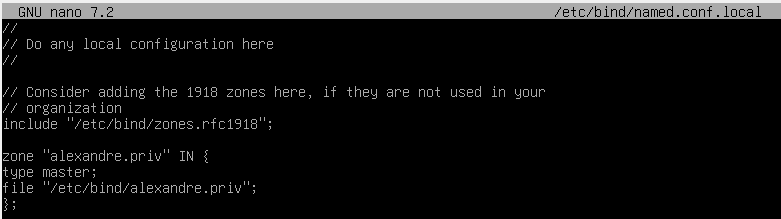 GNU nano 7.2 /etc/bind/named.conf.local
//
// Do any local configuration here
//
// Consider adding the 1918 zones here, if they are not used in your
// organization
include "/etc/bind/zones.rfc1918";
zone "alexandre.priv" IN {
type master;
file "/etc/bind/alexandre.priv";
};